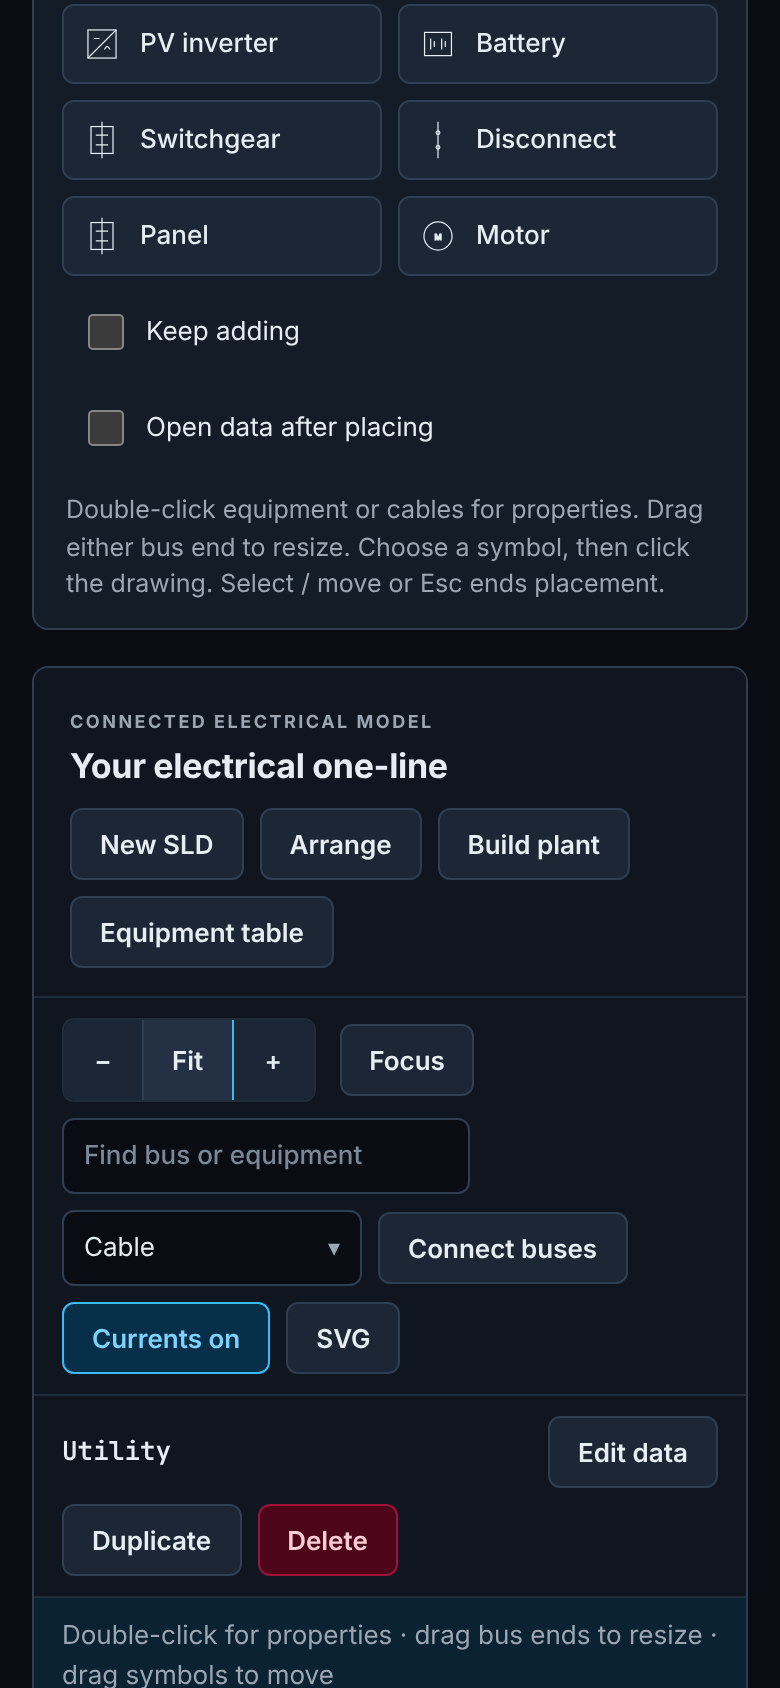 PV inverter
Battery
Switchgear
Disconnect
Panel
M
Motor
Keep adding
Open data after placing
Double-click equipment or cables for properties. Drag
either bus end to resize. Choose a symbol, then click
the drawing. Select / move or Esc ends placement.
CONNECTED ELECTRICAL MODEL
Your electrical one-line
New SLD
Arrange
Build plant
Equipment table
–
Fit
+
Focus
Find bus or equipment
Cable
Connect buses
Currents on
SVG
Utility
Edit data
Duplicate
Delete
Double-click for properties · drag bus ends to resize ·
drag symbols to move